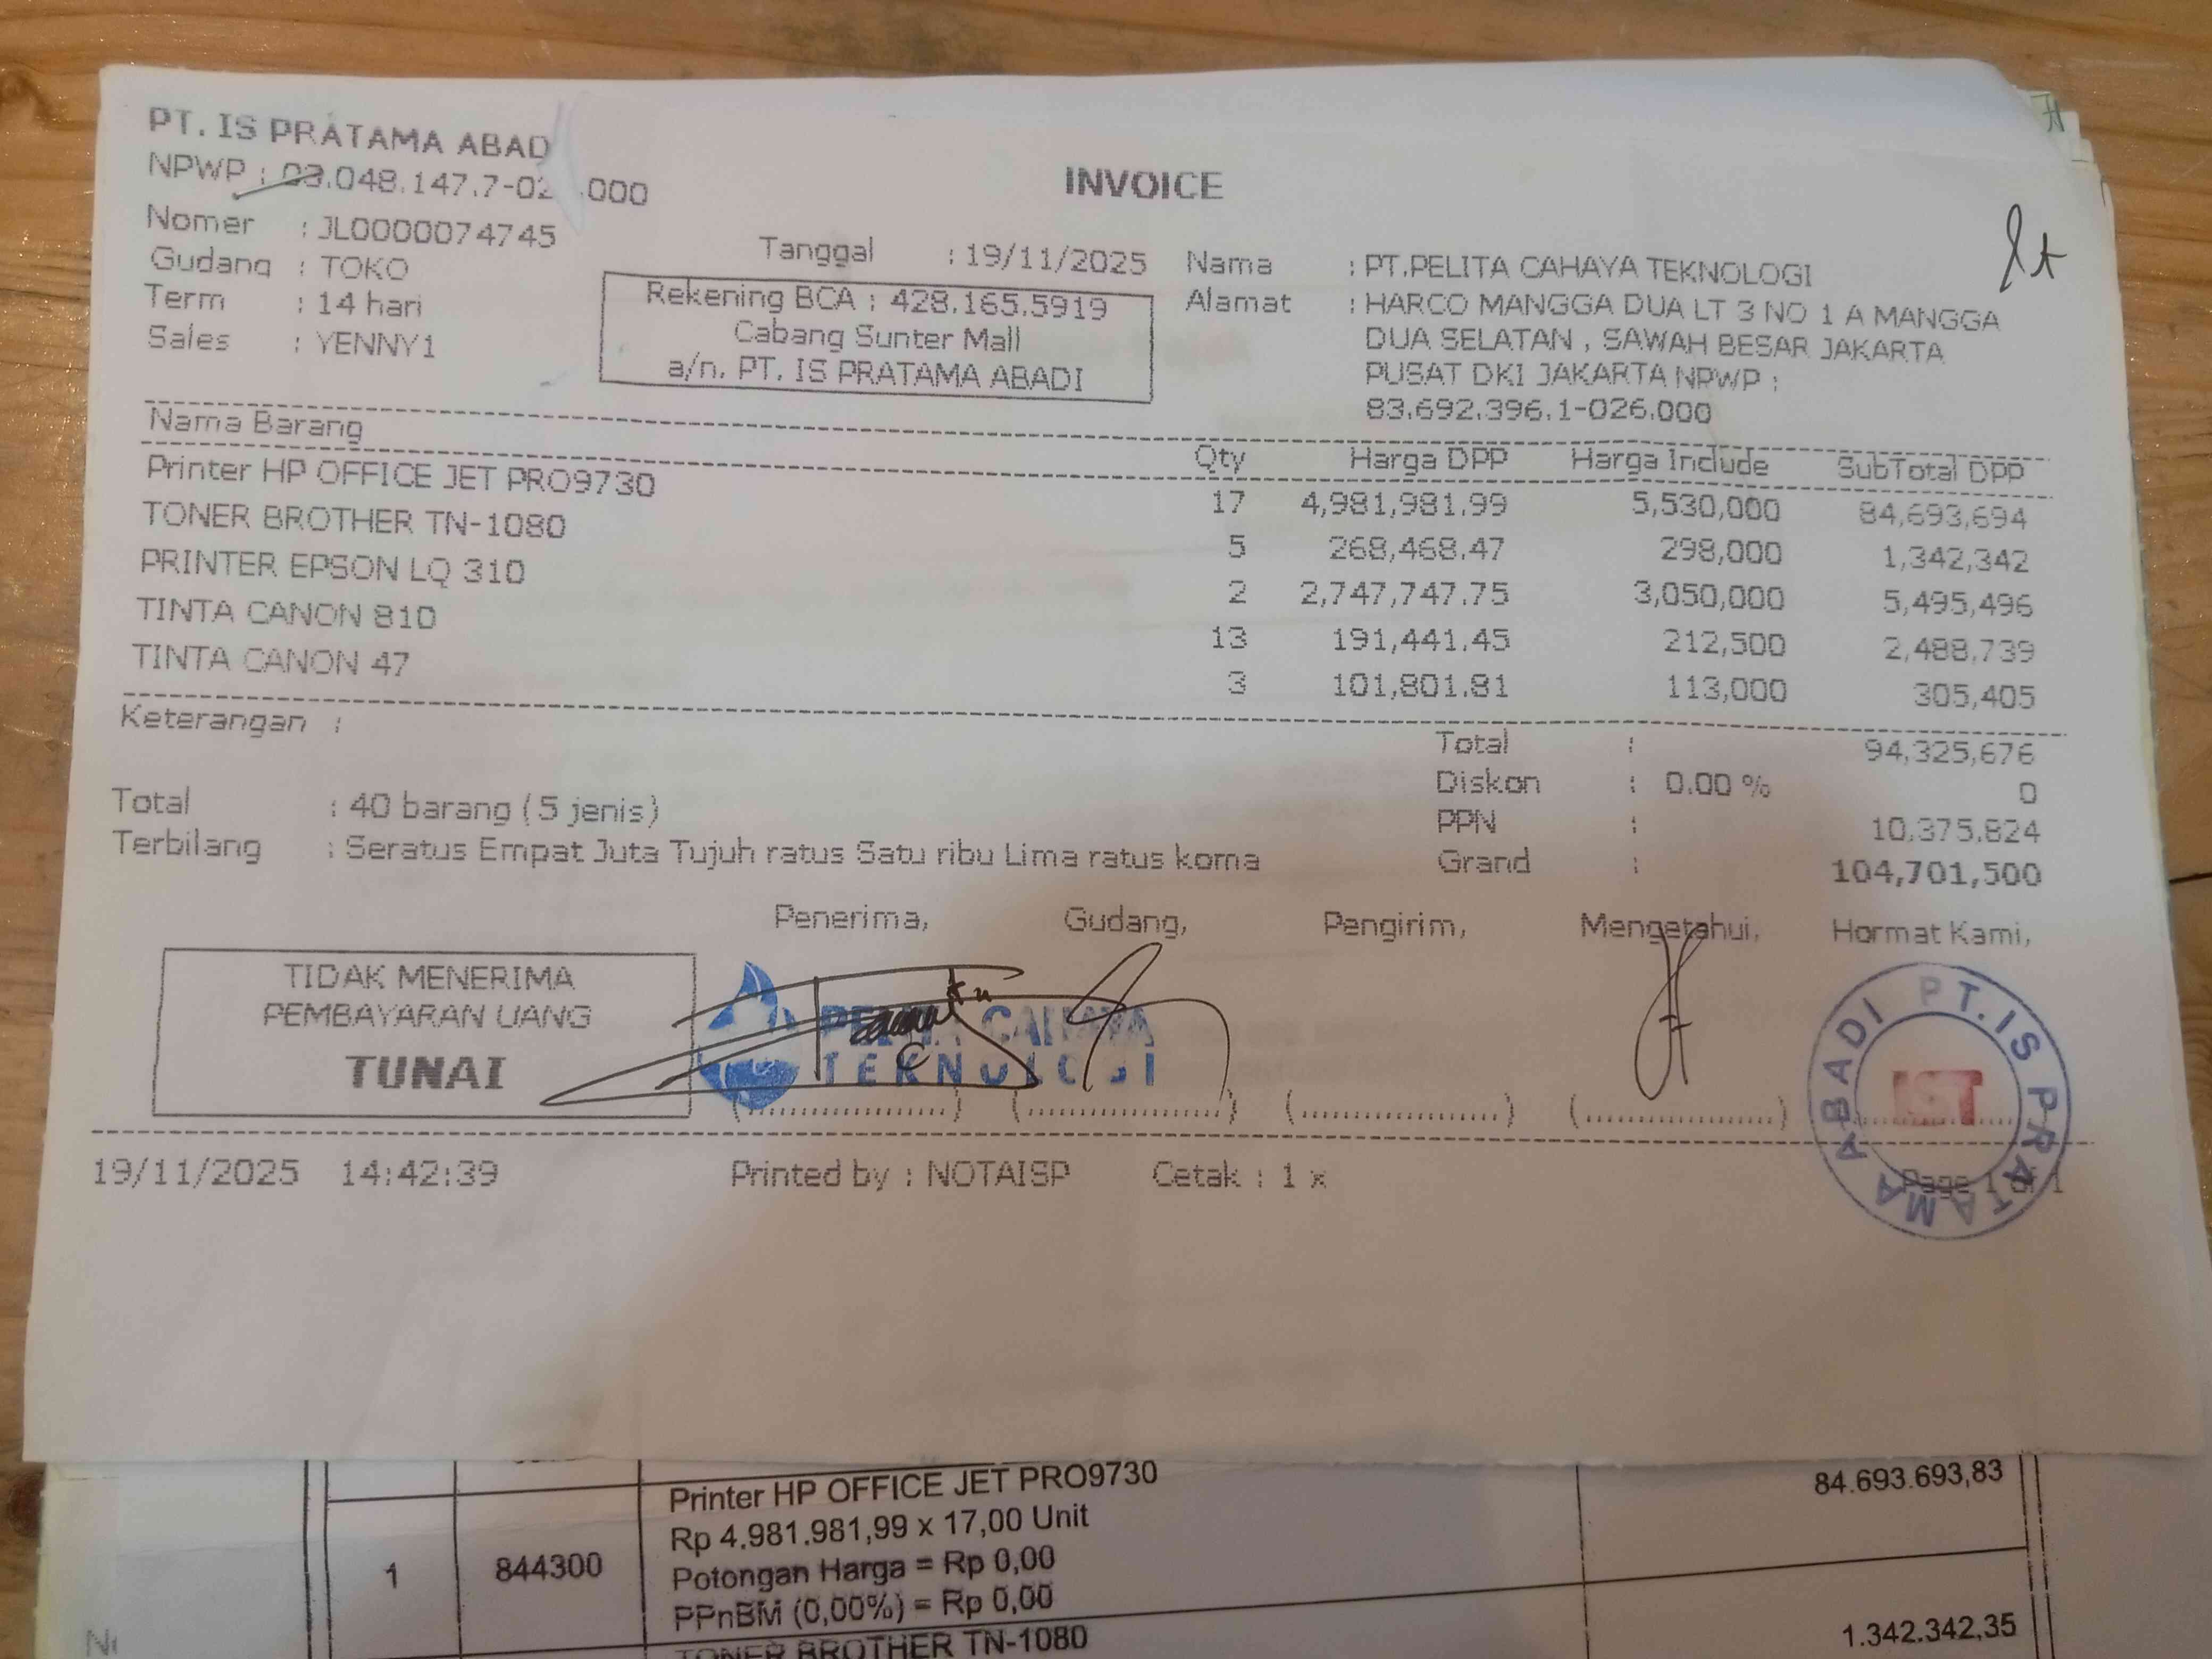 PT. IS PRATAMA ABAD
NPWP : 03.048.147.7-02 .000
INVOICE
Nomer : JL0000074745
Gudang : TOKO
Term : 14 hari
Sales : YENNY1
Tanggal : 19/11/2025
Rekening BCA : 428.165.5919
Cabang Sunter Mall
a/n. PT. IS PRATAMA ABADI
Nama : PT.PELITA CAHAYA TEKNOLOGI
Alamat : HARCO MANGGA DUA LT 3 NO 1 A MANGGA
DUA SELATAN , SAWAH BESAR JAKARTA
PUSAT DKI JAKARTA NPWP :
83.692.396.1-026.000
Nama Barang Qty Harga DPP Harga Include SubTotal DPP
Printer HP OFFICE JET PRO9730 17 4,981,981.99 5,530,000 84,693,694
TONER BROTHER TN-1080 5 268,468.47 298,000 1,342,342
PRINTER EPSON LQ 310 2 2,747,747.75 3,050,000 5,495,496
TINTA CANON 810 13 191,441.45 212,500 2,488,739
TINTA CANON 47 3 101,801.81 113,000 305,405
Keterangan :
Total : 94,325,676
Diskon : 0.00 % 0
PPN : 10,375,824
Grand : 104,701,500
Total : 40 barang (5 jenis)
Terbilang : Seratus Empat Juta Tujuh ratus Satu ribu Lima ratus koma
Penerima, Gudang, Pengirim, Mengetahui, Hormat Kami,
TIDAK MENERIMA
PEMBAYARAN UANG
TUNAI
PELITA CAHAYA
TEKNOLOGI
PT. IS PRATAMA ABADI
IST
19/11/2025 14:42:39 Printed by : NOTAISP Cetak : 1 x Page 1 of 1
Printer HP OFFICE JET PRO9730 84.693.693,83
Rp 4.981.981,99 x 17,00 Unit
1 844300 Potongan Harga = Rp 0,00
PPnBM (0,00%) = Rp 0,00
TONER BROTHER TN-1080 1.342.342,35